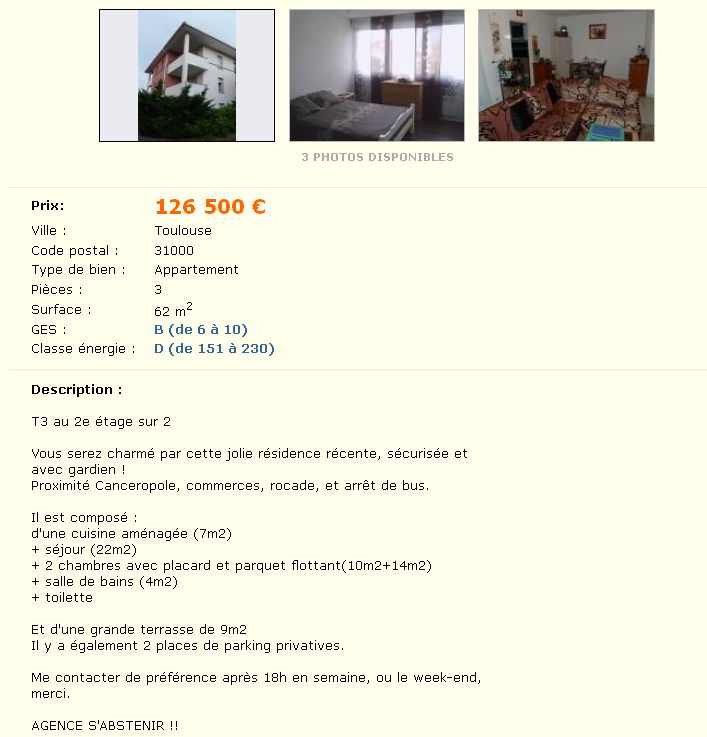 3 PHOTOS DISPONIBLES
Prix: 126 500 €
Ville : Toulouse
Code postal : 31000
Type de bien : Appartement
Pièces : 3
Surface : 62 m2
GES : B (de 6 à 10)
Classe énergie : D (de 151 à 230)
Description :
T3 au 2e étage sur 2
Vous serez charmé par cette jolie résidence récente, sécurisée et
avec gardien !
Proximité Canceropole, commerces, rocade, et arrêt de bus.
Il est composé :
d'une cuisine aménagée (7m2)
+ séjour (22m2)
+ 2 chambres avec placard et parquet flottant(10m2+14m2)
+ salle de bains (4m2)
+ toilette
Et d'une grande terrasse de 9m2
Il y a également 2 places de parking privatives.
Me contacter de préférence après 18h en semaine, ou le week-end,
merci.
AGENCE S'ABSTENIR !!